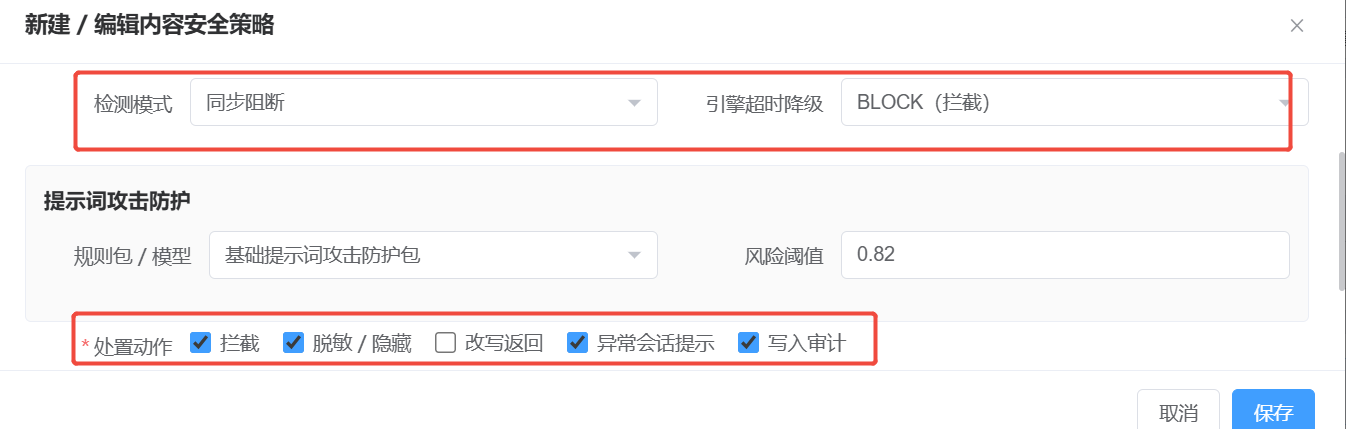 新建 / 编辑内容安全策略
检测模式 同步阻断 引擎超时降级 BLOCK（拦截）
提示词攻击防护
规则包 / 模型 基础提示词攻击防护包 风险阈值 0.82
* 处置动作 拦截 脱敏 / 隐藏 改写返回 异常会话提示 写入审计
取消 保存